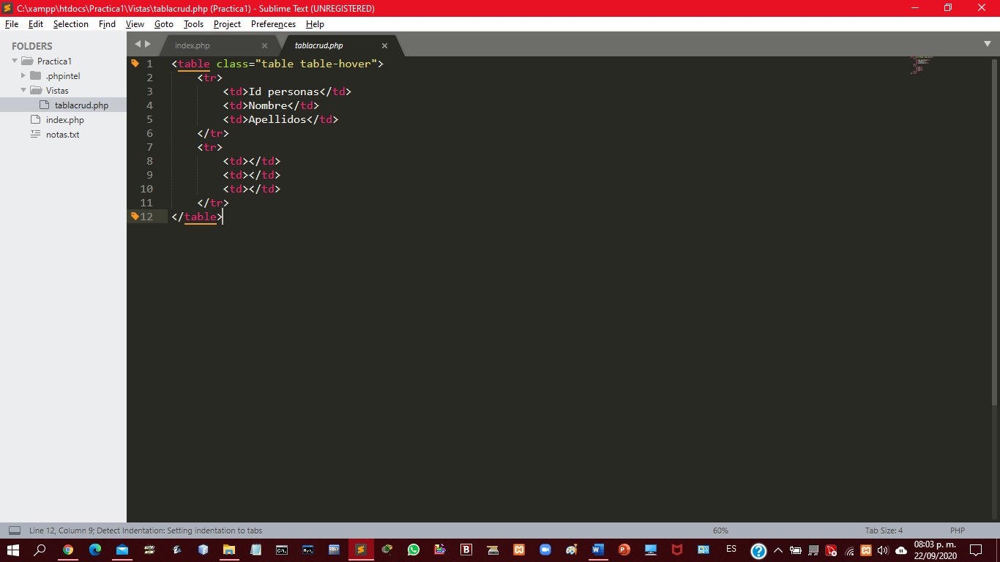 C:\xampp\htdocs\Practica1\Vistas\tablacrud.php (Practica1) - Sublime Text (UNREGISTERED)
File Edit Selection Find View Goto Tools Project Preferences Help
FOLDERS
Practica1
.phpintel
Vistas
tablacrud.php
index.php
notas.txt
index.php tablacrud.php
1 <table class="table table-hover">
2 <tr>
3 <td>Id personas</td>
4 <td>Nombre</td>
5 <td>Apellidos</td>
6 </tr>
7 <tr>
8 <td></td>
9 <td></td>
10 <td></td>
11 </tr>
12 </table>
Line 12, Column 9; Detect Indentation: Setting indentation to tabs 60% Tab Size: 4 PHP
ES 08:03 p. m.
22/09/2020